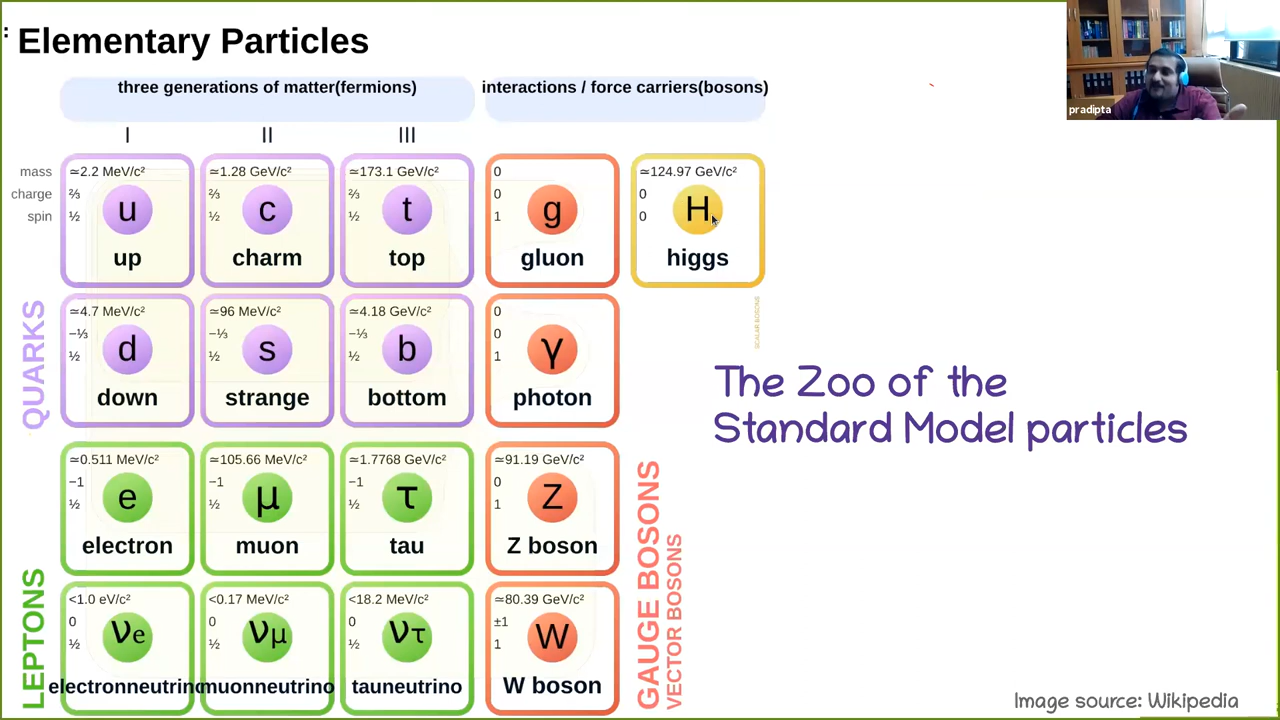 : Elementary Particles
pradipta
three generations of matter(fermions) interactions / force carriers(bosons)
I II III
mass ≃2.2 MeV/c² ≃1.28 GeV/c² ≃173.1 GeV/c² 0 ≃124.97 GeV/c²
charge ⅔ ⅔ ⅔ 0 0
spin ½ ½ ½ 1 0
u c t g H
up charm top gluon higgs
QUARKS
≃4.7 MeV/c² ≃96 MeV/c² ≃4.18 GeV/c² 0
−⅓ −⅓ −⅓ 0
½ ½ ½ 1
d s b γ
down strange bottom photon
SCALAR BOSONS
The Zoo of the
Standard Model particles
≃0.511 MeV/c² ≃105.66 MeV/c² ≃1.7768 GeV/c² ≃91.19 GeV/c²
−1 −1 −1 0
½ ½ ½ 1
e μ τ Z
electron muon tau Z boson
LEPTONS
<1.0 eV/c² <0.17 MeV/c² <18.2 MeV/c² ≃80.39 GeV/c²
0 0 0 ±1
½ ½ ½ 1
νe νμ ντ W
electronneutrino muonneutrino tauneutrino W boson
GAUGE BOSONS
VECTOR BOSONS
Image source: Wikipedia